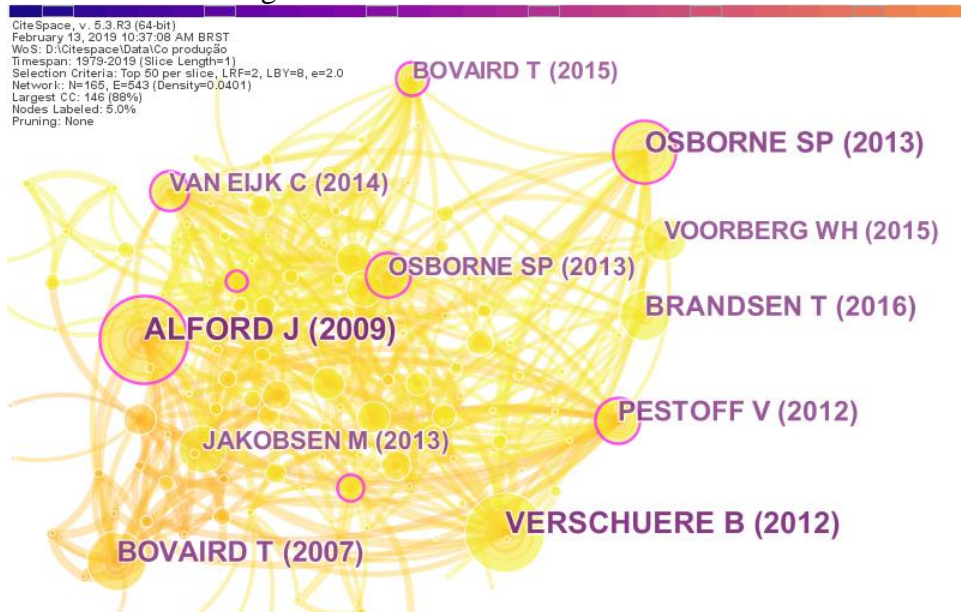 CiteSpace, v. 5.3.R3 (64-bit)
February 13, 2019 10:37:08 AM BRST
WoS: D:\Citespace\Data\Co produção
Timespan: 1979-2019 (Slice Length=1)
Selection Criteria: Top 50 per slice, LRF=2, LBY=8, e=2.0
Network: N=165, E=543 (Density=0.0401)
Largest CC: 146 (88%)
Nodes Labeled: 5.0%
Pruning: None
BOVAIRD T (2015)
OSBORNE SP (2013)
VAN EIJK C (2014)
VOORBERG WH (2015)
OSBORNE SP (2013)
BRANDSEN T (2016)
ALFORD J (2009)
PESTOFF V (2012)
JAKOBSEN M (2013)
VERSCHUERE B (2012)
BOVAIRD T (2007)